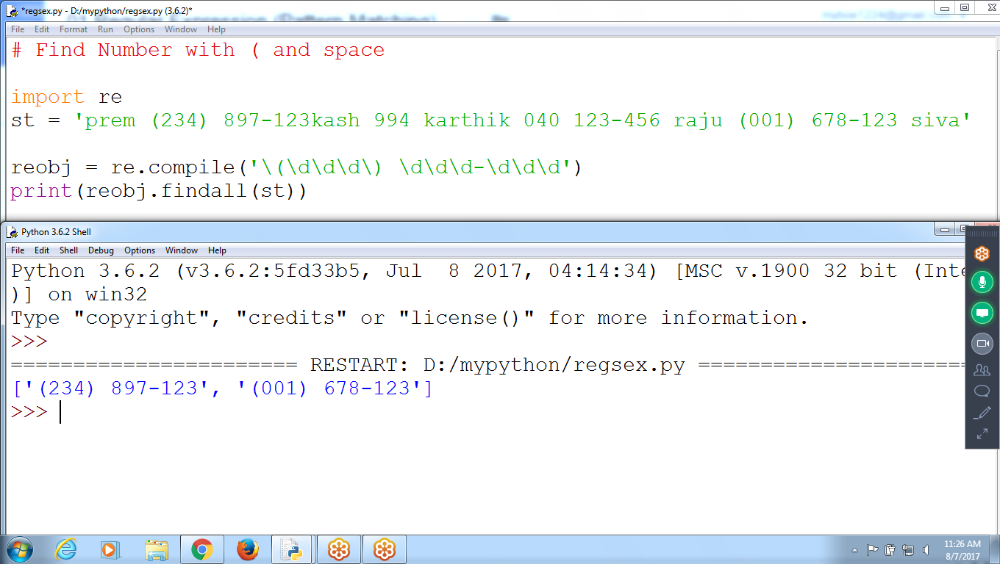 *regsex.py - D:/mypython/regsex.py (3.6.2)*
File Edit Format Run Options Window Help
# Find Number with ( and space
import re
st = 'prem (234) 897-123kash 994 karthik 040 123-456 raju (001) 678-123 siva'
reobj = re.compile('\(\d\d\d\) \d\d\d-\d\d\d')
print(reobj.findall(st))
Python 3.6.2 Shell
File Edit Shell Debug Options Window Help
Python 3.6.2 (v3.6.2:5fd33b5, Jul  8 2017, 04:14:34) [MSC v.1900 32 bit (Inte
)] on win32
Type "copyright", "credits" or "license()" for more information.
>>>
======================= RESTART: D:/mypython/regsex.py ======================
['(234) 897-123', '(001) 678-123']
>>>
11:26 AM
8/7/2017